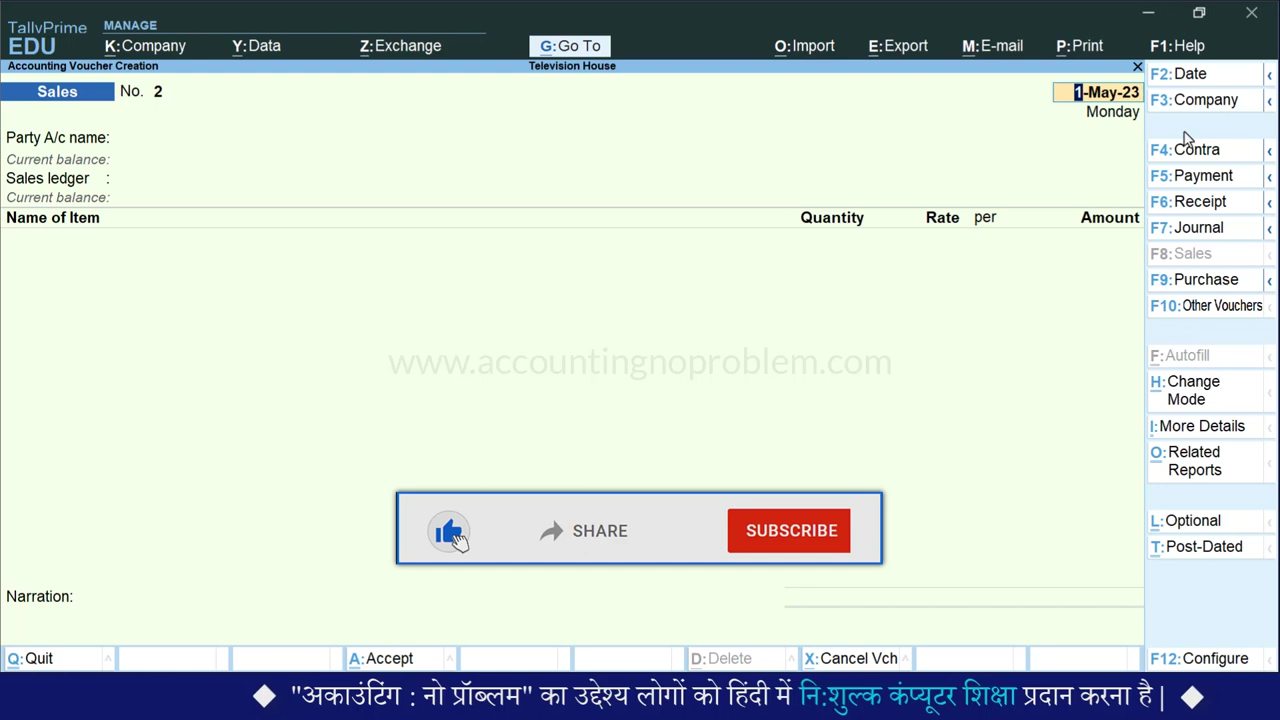 TallyPrime
MANAGE
EDU
K:Company
Y:Data
Z:Exchange
G:Go To
O:Import
E:Export
M:E-mail
P:Print
F1:Help
Accounting Voucher Creation
Television House
Sales
No. 2
1-May-23
Monday
Party A/c name:
Current balance:
Sales ledger :
Current balance:
Name of Item
Quantity
Rate
per
Amount
www.accountingnoproblem.com
SHARE
SUBSCRIBE
Narration:
F2:Date
F3:Company
F4:Contra
F5:Payment
F6:Receipt
F7:Journal
F8:Sales
F9:Purchase
F10:Other Vouchers
F:Autofill
H:Change
Mode
I:More Details
O:Related
Reports
L:Optional
T:Post-Dated
Q:Quit
A:Accept
D:Delete
X:Cancel Vch
F12:Configure
"अकाउंटिंग : नो प्रॉब्लम" का उद्देश्य लोगों को हिंदी में नि:शुल्क कंप्यूटर शिक्षा प्रदान करना है|